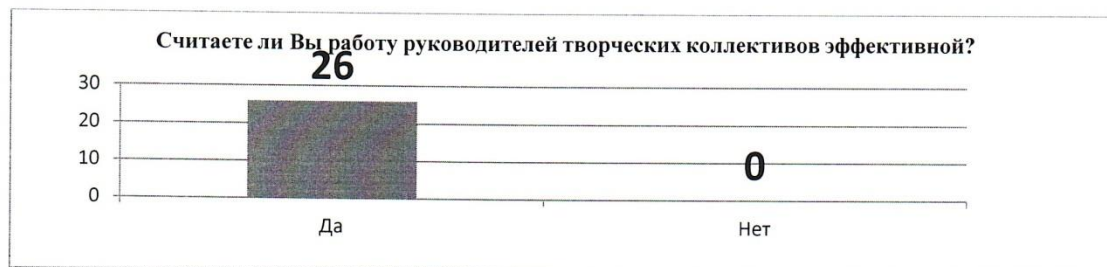 Считаете ли Вы работу руководителей творческих коллективов эффективной?
26
30
20
10
0
0
Да
Нет